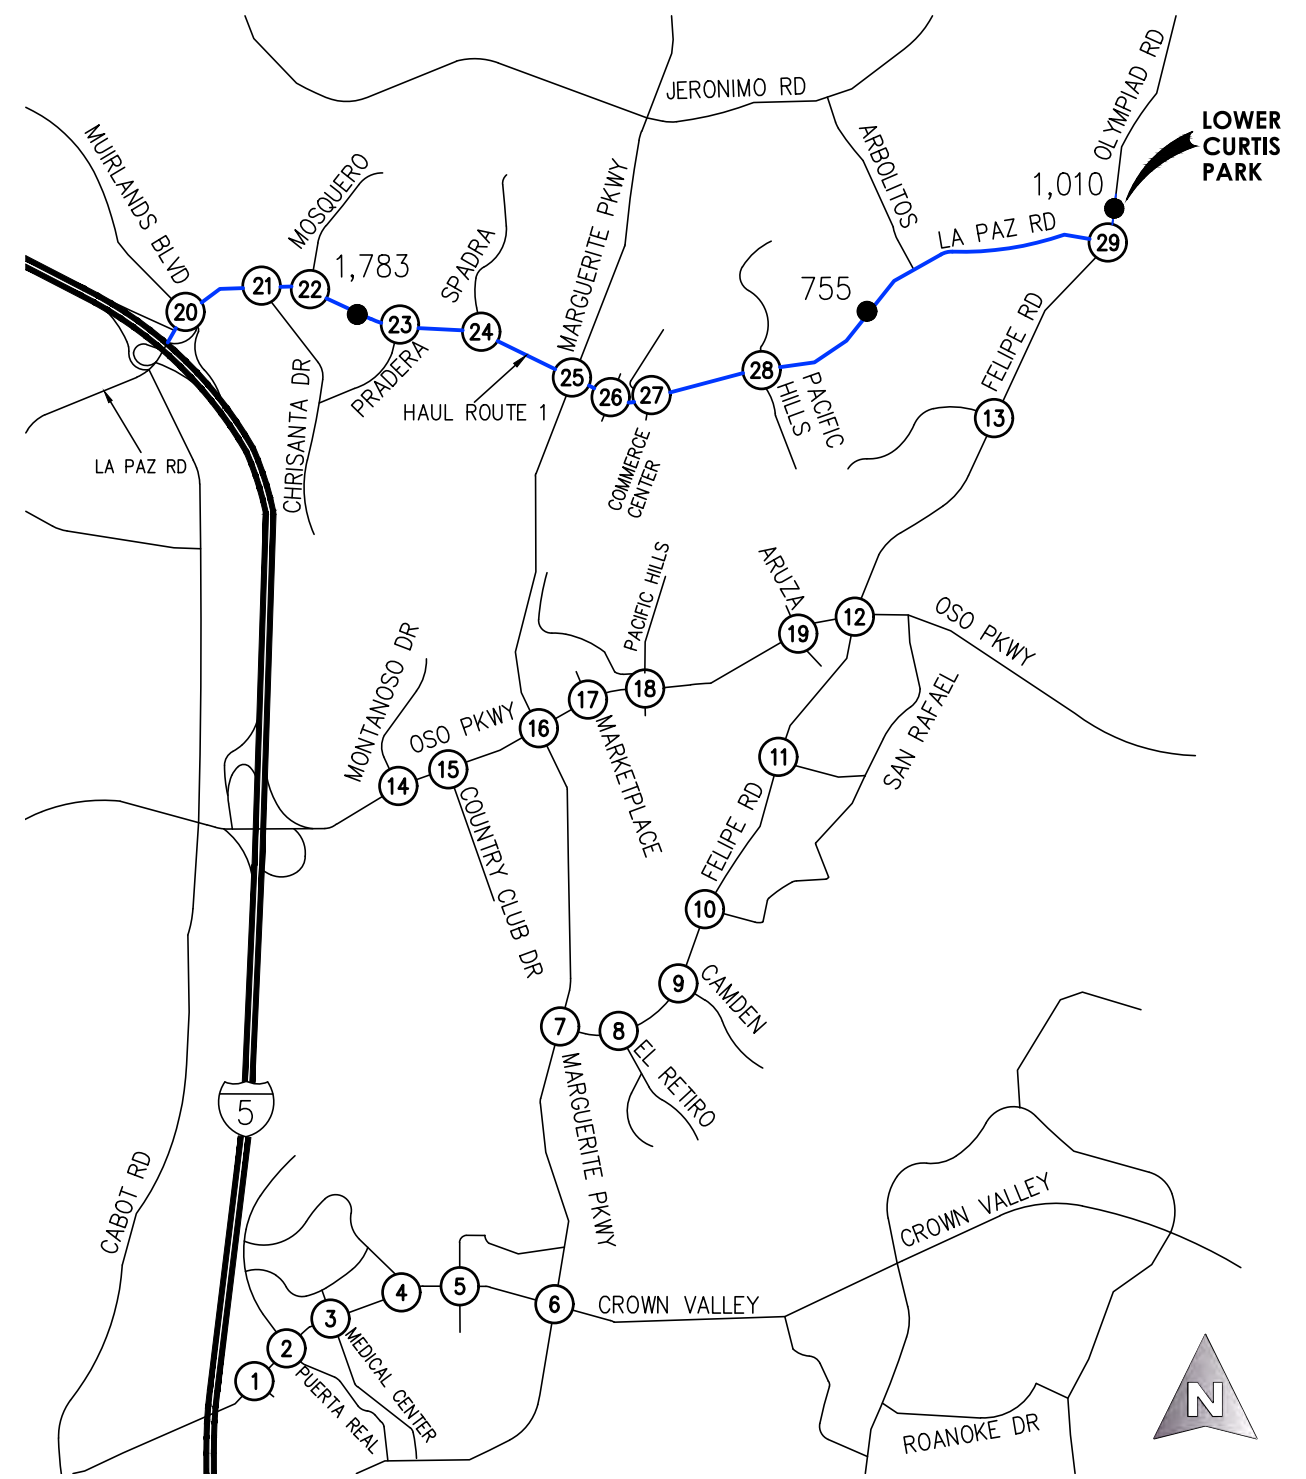 JERONIMO RD
OLYMPIAD RD
LOWER
CURTIS
PARK
MUIRLANDS BLVD
MOSQUERO
SPADRA
MARGUERITE PKWY
ARBOLITOS
1,010
LA PAZ RD
29
20
21
22
1,783
23
24
755
FELIPE RD
25
26
27
28
PRADERA
HAUL ROUTE 1
PACIFIC
HILLS
13
CHRISANTA DR
LA PAZ RD
COMMERCE
CENTER
ARUZA
PACIFIC HILLS
12
19
OSO PKWY
MONTANOSO DR
OSO PKWY
16
17
18
MARKETPLACE
SAN RAFAEL
14
15
11
COUNTRY CLUB DR
FELIPE RD
10
9
CAMDEN
7
8
EL RETIRO
5
MARGUERITE PKWY
CABOT RD
CROWN VALLEY
1
2
3
4
5
6
CROWN VALLEY
MEDICAL CENTER
PUERTA REAL
ROANOKE DR
N